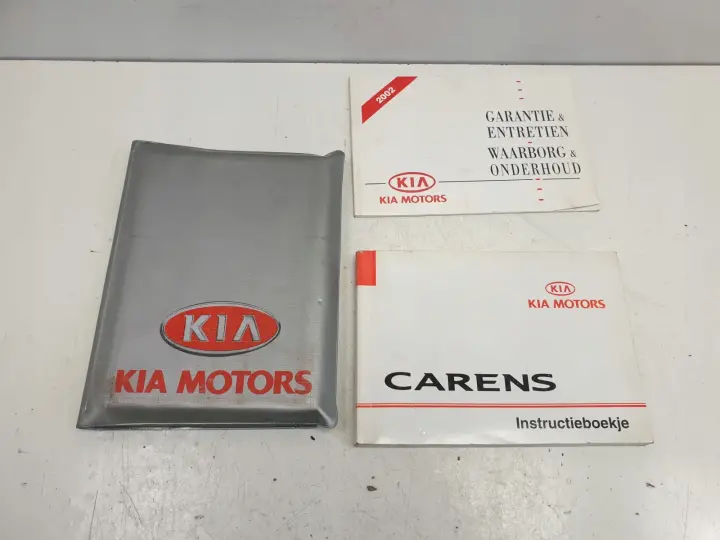 KIA
KIA MOTORS
2002
GARANTIE &
ENTRETIEN
WAARBORG &
ONDERHOUD
KIA
KIA MOTORS
KIA
KIA MOTORS
CARENS
Instructieboekje